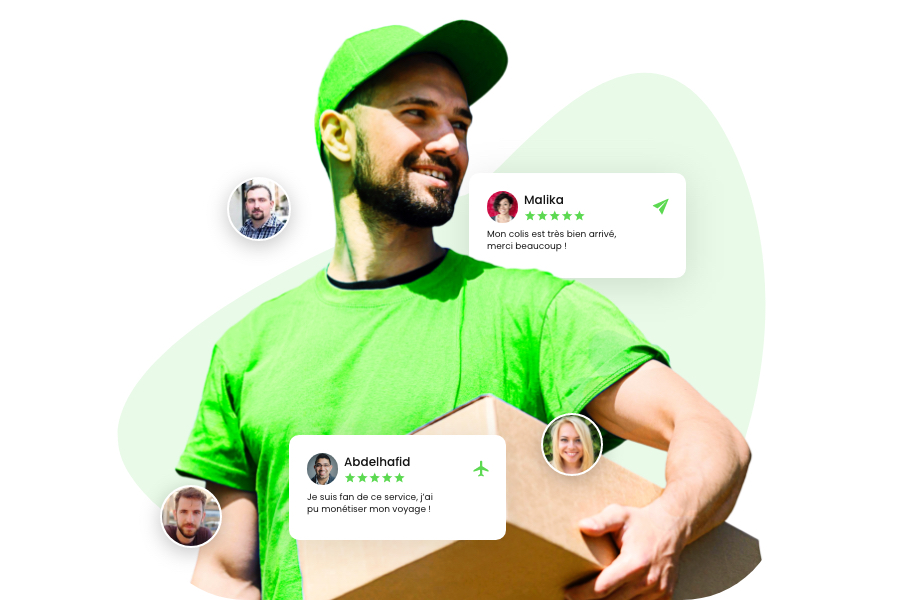 Malika
Mon colis est très bien arrivé,
merci beaucoup !
Abdelhafid
Je suis fan de ce service, j'ai
pu monétiser mon voyage !